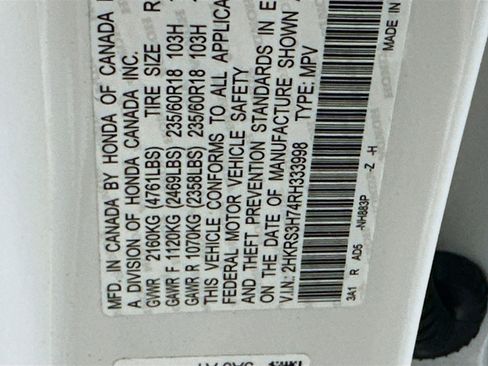 MFD. IN CANADA BY HONDA OF CANADA
A DIVISION OF HONDA CANADA INC.
GVWR 2160KG (4761LBS) TIRE SIZE R
GAWR F 1120KG (2469LBS) 235/60R18 103H
GAWR R 1070KG (2358LBS) 235/60R18 103H
THIS VEHICLE CONFORMS TO ALL APPLICA
FEDERAL MOTOR VEHICLE SAFETY
AND THEFT PREVENTION STANDARDS IN E
ON THE DATE OF MANUFACTURE SHOWN
V.I.N.: 2HKRS3H74RH333998 TYPE: MPV
3A1 R AD5 -NH883P -Z -H
MADE IN